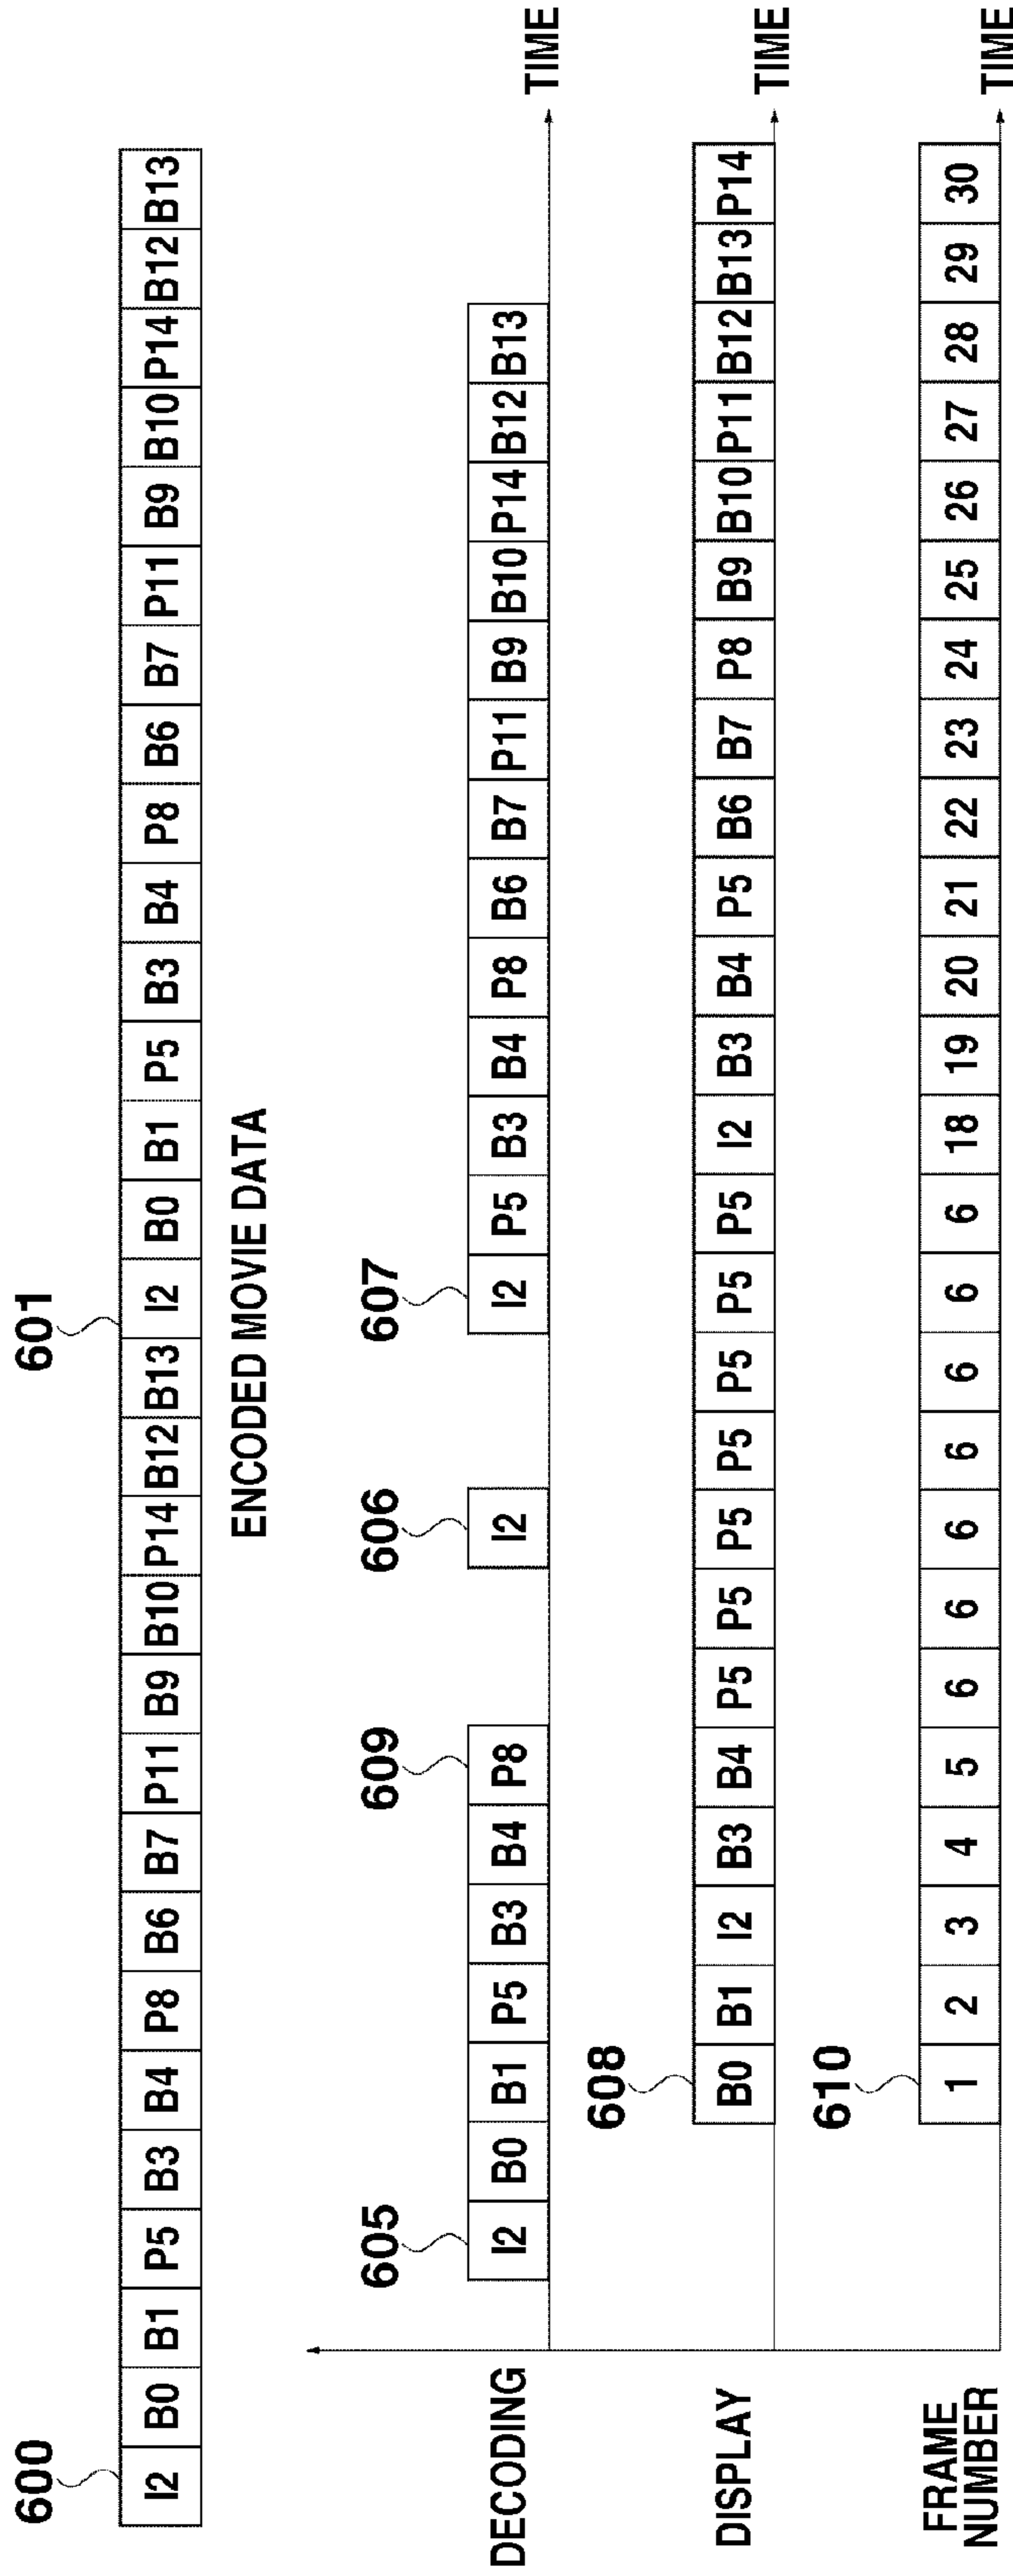 600 601
I2 B0 B1 P5 B3 B4 P8 B6 B7 P11 B9 B10 P14 B12 B13 I2 B0 B1 P5 B3 B4 P8 B6 B7 P11 B9 B10 P14 B12 B13
ENCODED MOVIE DATA
605 609 606 607
DECODING I2 B0 B1 P5 B3 B4 P8 I2 I2 P5 B3 B4 P8 B6 B7 P11 B9 B10 P14 B12 B13 TIME
608
DISPLAY B0 B1 I2 B3 B4 P5 P5 P5 P5 P5 P5 P5 I2 B3 B4 P5 B6 B7 P8 B9 B10 P11 B12 B13 P14 TIME
610
FRAME
NUMBER 1 2 3 4 5 6 6 6 6 6 6 6 18 19 20 21 22 23 24 25 26 27 28 29 30 TIME